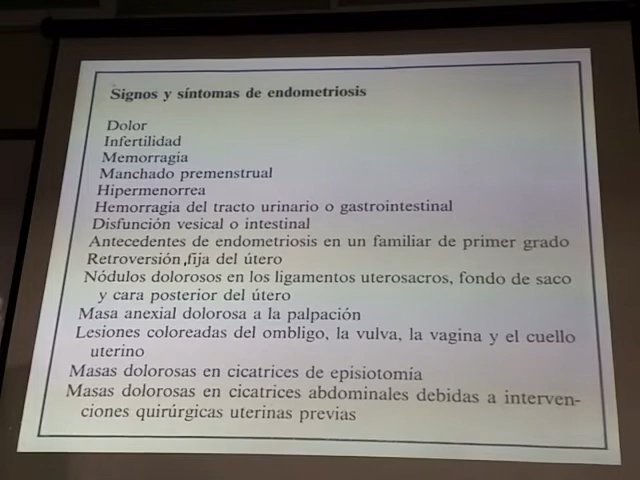 Signos y síntomas de endometriosis
Dolor
Infertilidad
Memorragia
Manchado premenstrual
Hipermenorrea
Hemorragia del tracto urinario o gastrointestinal
Disfunción vesical o intestinal
Antecedentes de endometriosis en un familiar de primer grado
Retroversión fija del útero
Nódulos dolorosos en los ligamentos uterosacros, fondo de saco
y cara posterior del útero
Masa anexial dolorosa a la palpación
Lesiones coloreadas del ombligo, la vulva, la vagina y el cuello
uterino
Masas dolorosas en cicatrices de episiotomía
Masas dolorosas en cicatrices abdominales debidas a interven-
ciones quirúrgicas uterinas previas